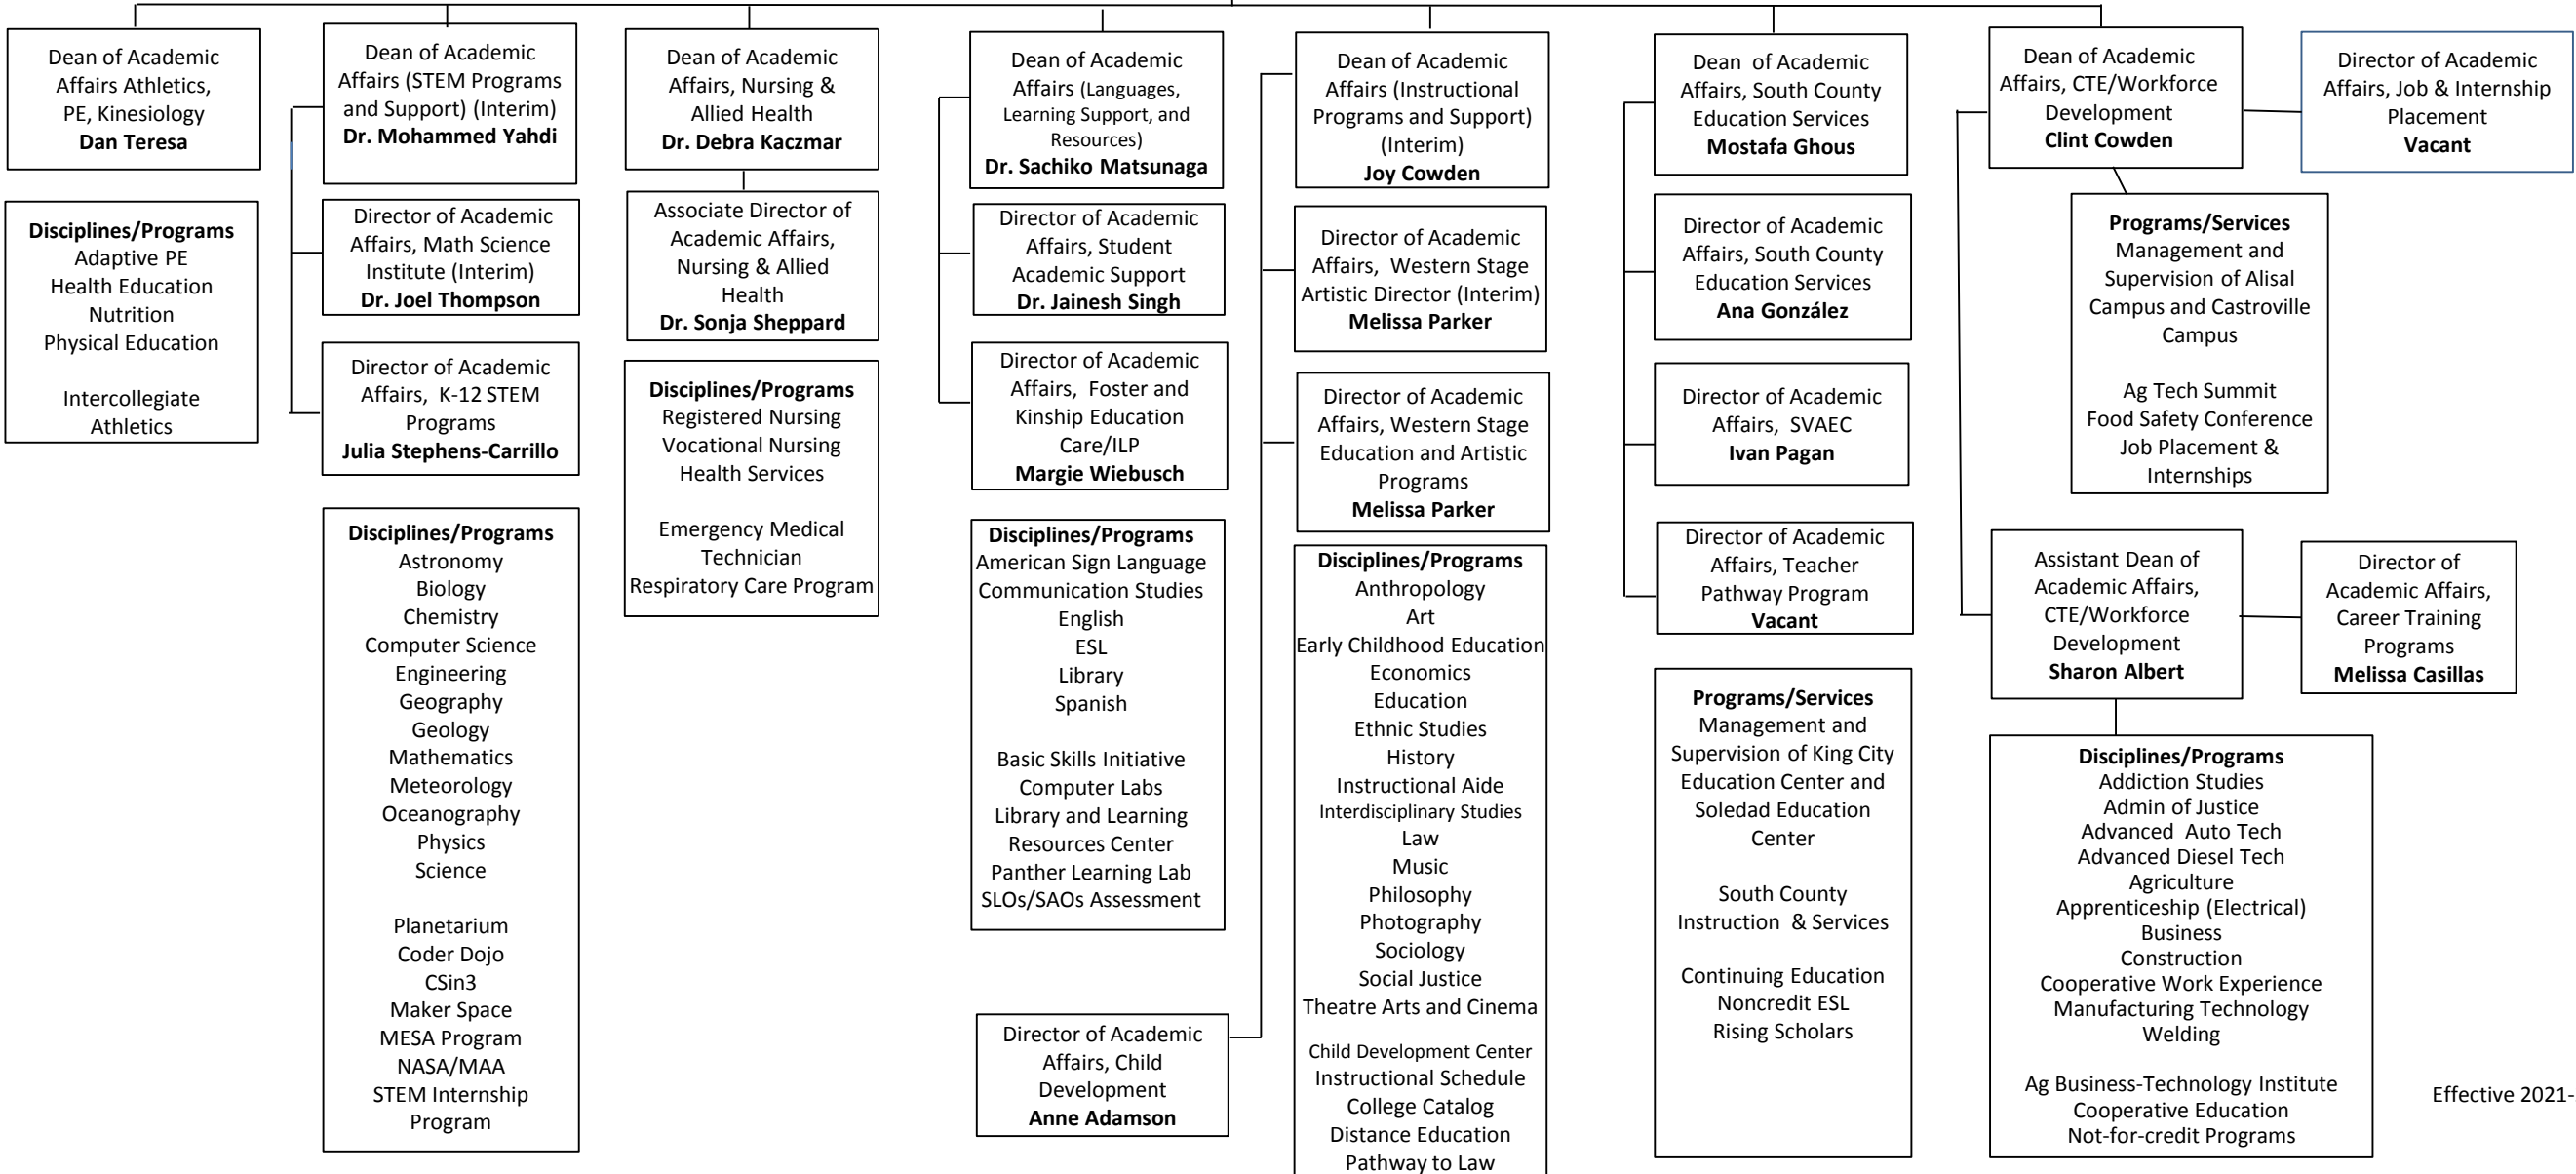 Dean of Academic
Affairs Athletics,
PE, Kinesiology
Dan Teresa
Disciplines/Programs
Adaptive PE
Health Education
Nutrition
Physical Education
Intercollegiate
Athletics
Dean of Academic
Affairs (STEM Programs
and Support) (Interim)
Dr. Mohammed Yahdi
Director of Academic
Affairs, Math Science
Institute (Interim)
Dr. Joel Thompson
Director of Academic
Affairs, K-12 STEM
Programs
Julia Stephens-Carrillo
Disciplines/Programs
Astronomy
Biology
Chemistry
Computer Science
Engineering
Geography
Geology
Mathematics
Meteorology
Oceanography
Physics
Science
Planetarium
Coder Dojo
CSin3
Maker Space
MESA Program
NASA/MAA
STEM Internship
Program
Dean of Academic
Affairs, Nursing &
Allied Health
Dr. Debra Kaczmar
Associate Director of
Academic Affairs,
Nursing & Allied
Health
Dr. Sonja Sheppard
Disciplines/Programs
Registered Nursing
Vocational Nursing
Health Services
Emergency Medical
Technician
Respiratory Care Program
Dean of Academic
Affairs (Languages,
Learning Support, and
Resources)
Dr. Sachiko Matsunaga
Director of Academic
Affairs, Student
Academic Support
Dr. Jainesh Singh
Director of Academic
Affairs, Foster and
Kinship Education
Care/ILP
Margie Wiebusch
Disciplines/Programs
American Sign Language
Communication Studies
English
ESL
Library
Spanish
Basic Skills Initiative
Computer Labs
Library and Learning
Resources Center
Panther Learning Lab
SLOs/SAOs Assessment
Director of Academic
Affairs, Child
Development
Anne Adamson
Dean of Academic
Affairs (Instructional
Programs and Support)
(Interim)
Joy Cowden
Director of Academic
Affairs, Western Stage
Artistic Director (Interim)
Melissa Parker
Director of Academic
Affairs, Western Stage
Education and Artistic
Programs
Melissa Parker
Disciplines/Programs
Anthropology
Art
Early Childhood Education
Economics
Education
Ethnic Studies
History
Instructional Aide
Interdisciplinary Studies
Law
Music
Philosophy
Photography
Sociology
Social Justice
Theatre Arts and Cinema
Child Development Center
Instructional Schedule
College Catalog
Distance Education
Pathway to Law
Dean of Academic
Affairs, South County
Education Services
Mostafa Ghous
Director of Academic
Affairs, South County
Education Services
Ana González
Director of Academic
Affairs, SVAEC
Ivan Pagan
Director of Academic
Affairs, Teacher
Pathway Program
Vacant
Programs/Services
Management and
Supervision of King City
Education Center and
Soledad Education
Center
South County
Instruction & Services
Continuing Education
Noncredit ESL
Rising Scholars
Dean of Academic
Affairs, CTE/Workforce
Development
Clint Cowden
Director of Academic
Affairs, Job & Internship
Placement
Vacant
Programs/Services
Management and
Supervision of Alisal
Campus and Castroville
Campus
Ag Tech Summit
Food Safety Conference
Job Placement &
Internships
Assistant Dean of
Academic Affairs,
CTE/Workforce
Development
Sharon Albert
Director of
Academic Affairs,
Career Training
Programs
Melissa Casillas
Disciplines/Programs
Addiction Studies
Admin of Justice
Advanced Auto Tech
Advanced Diesel Tech
Agriculture
Apprenticeship (Electrical)
Business
Construction
Cooperative Work Experience
Manufacturing Technology
Welding
Ag Business-Technology Institute
Cooperative Education
Not-for-credit Programs
Effective 2021-